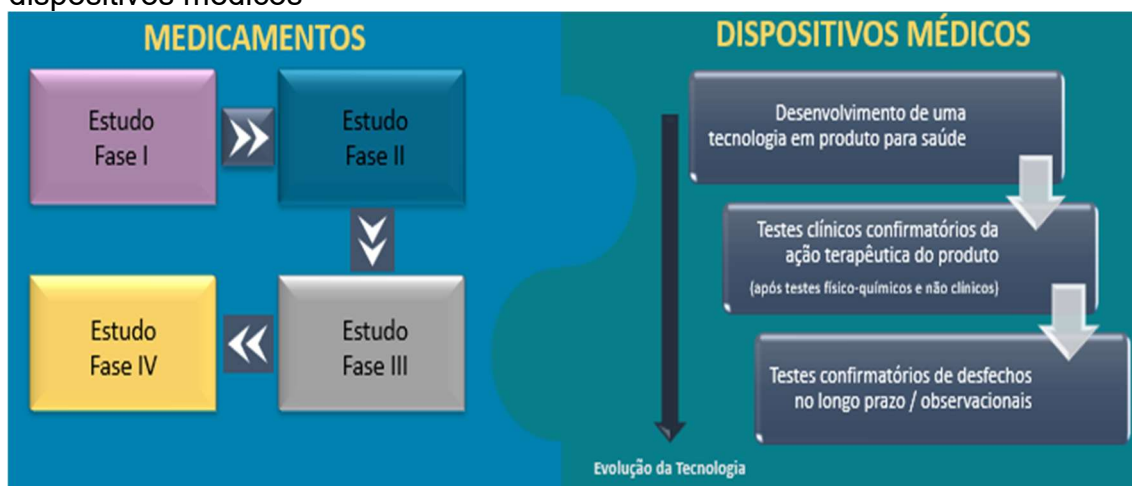 dispositivos médicos
MEDICAMENTOS
Estudo
Fase I
Estudo
Fase II
Estudo
Fase IV
Estudo
Fase III
DISPOSITIVOS MÉDICOS
Desenvolvimento de uma
tecnologia em produto para saúde
Testes clínicos confirmatórios da
ação terapêutica do produto
(após testes físico-químicos e não clínicos)
Testes confirmatórios de desfechos
no longo prazo / observacionais
Evolução da Tecnologia